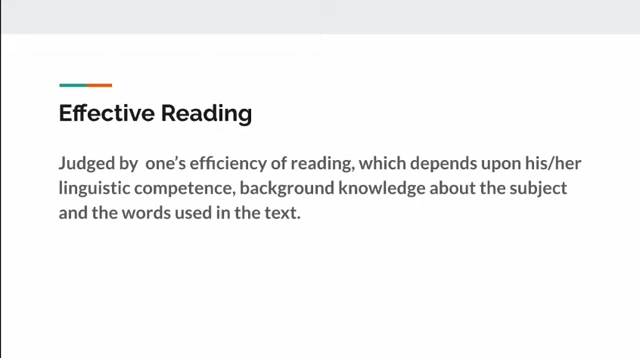 Effective Reading
Judged by  one's efficiency of reading, which depends upon his/her
linguistic competence, background knowledge about the subject
and the words used in the text.